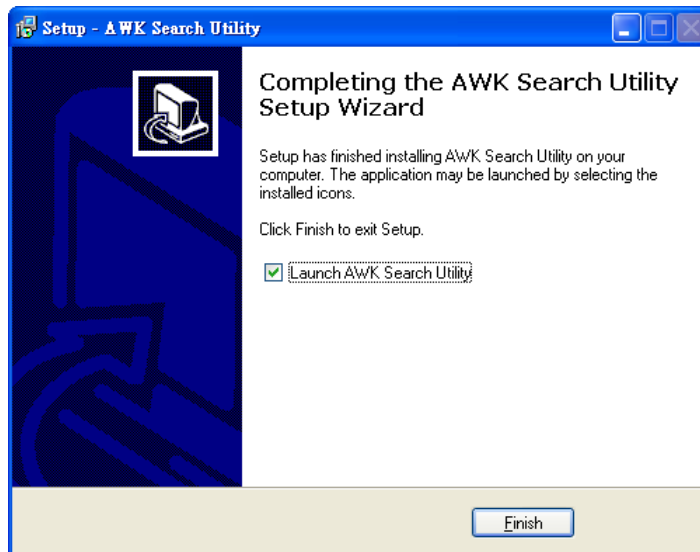 Setup - AWK Search Utility
Completing the AWK Search Utility
Setup Wizard
Setup has finished installing AWK Search Utility on your
computer. The application may be launched by selecting the
installed icons.
Click Finish to exit Setup.
Launch AWK Search Utility
Finish